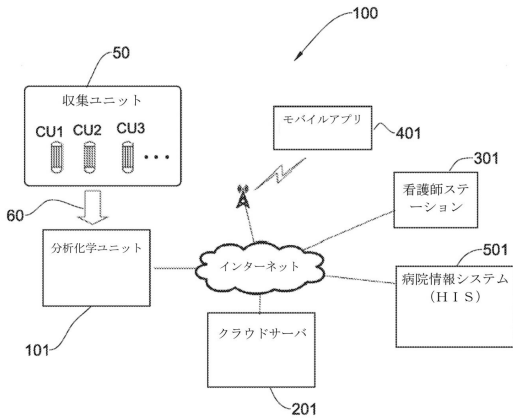 100
50
収集ユニット
CU1 CU2 CU3 ・・・
60
モバイルアプリ
401
301
看護師ステ
ーション
分析化学ユニット
101
インターネット
501
病院情報システム
(HIS)
クラウドサーバ
201